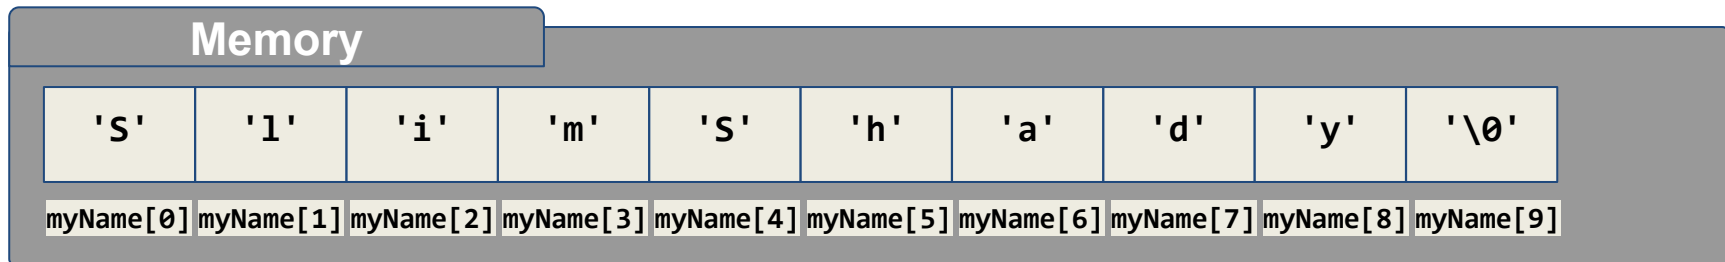 Memory
'S' 'l' 'i' 'm' 'S' 'h' 'a' 'd' 'y' '\0'
myName[0] myName[1] myName[2] myName[3] myName[4] myName[5] myName[6] myName[7] myName[8] myName[9]